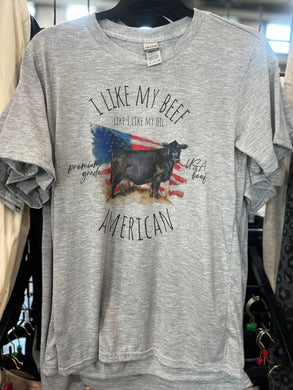 I LIKE MY BEEF
LIKE I LIKE MY OIL
premium grade
USA beef
AMERICAN